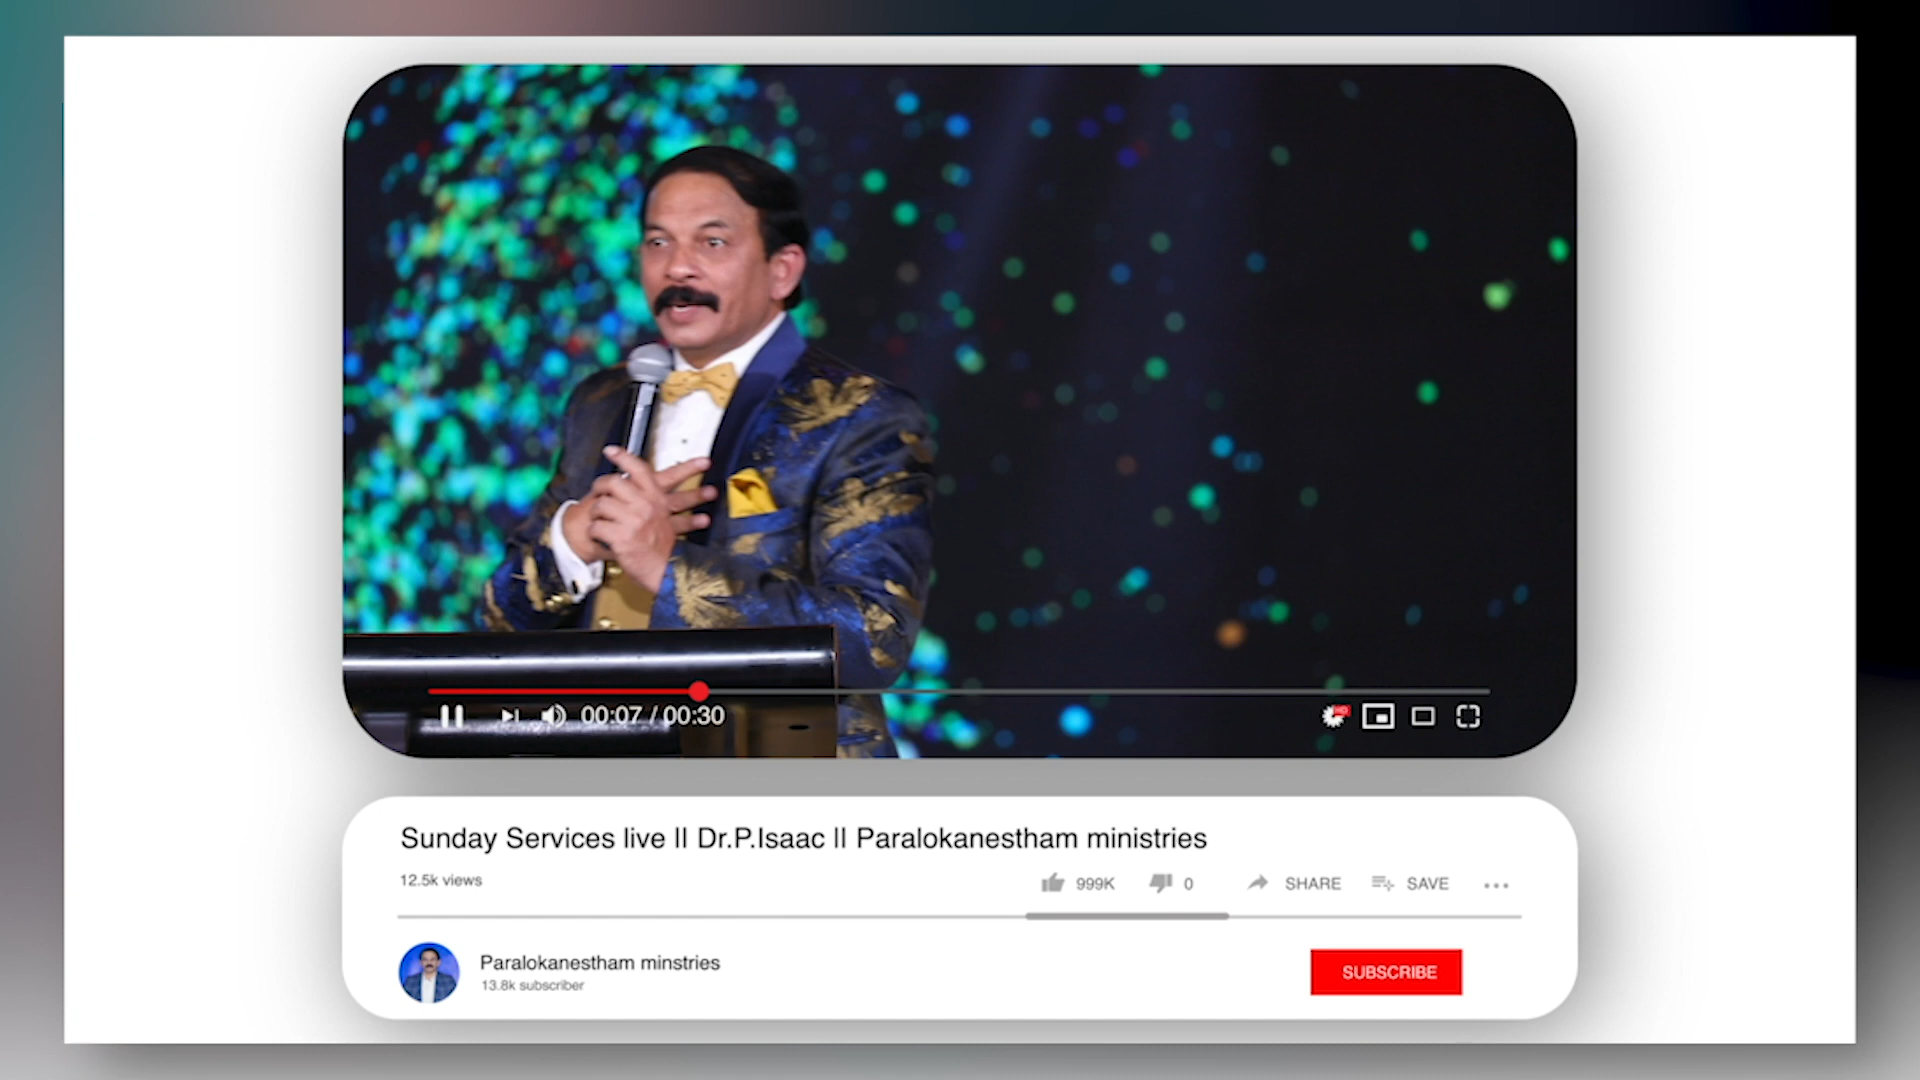 00:07 / 00:30
HD
Sunday Services live ll Dr.P.Isaac ll Paralokanestham ministries
12.5k views
999K
0
SHARE
SAVE
Paralokanestham minstries
13.8k subscriber
SUBSCRIBE